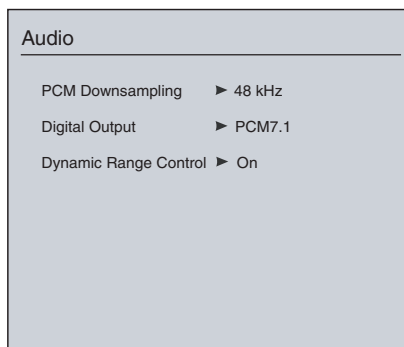 Audio
PCM Downsampling ► 48 kHz
Digital Output ► PCM7.1
Dynamic Range Control ► On